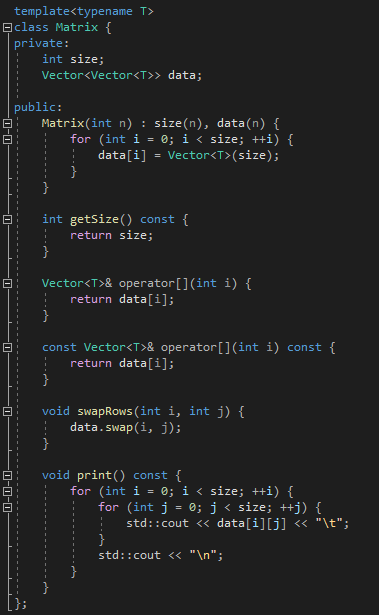 template<typename T>
class Matrix {
private:
    int size;
    Vector<Vector<T>> data;

public:
    Matrix(int n) : size(n), data(n) {
        for (int i = 0; i < size; ++i) {
            data[i] = Vector<T>(size);
        }
    }

    int getSize() const {
        return size;
    }

    Vector<T>& operator[](int i) {
        return data[i];
    }

    const Vector<T>& operator[](int i) const {
        return data[i];
    }

    void swapRows(int i, int j) {
        data.swap(i, j);
    }

    void print() const {
        for (int i = 0; i < size; ++i) {
            for (int j = 0; j < size; ++j) {
                std::cout << data[i][j] << "\t";
            }
            std::cout << "\n";
        }
    }
};